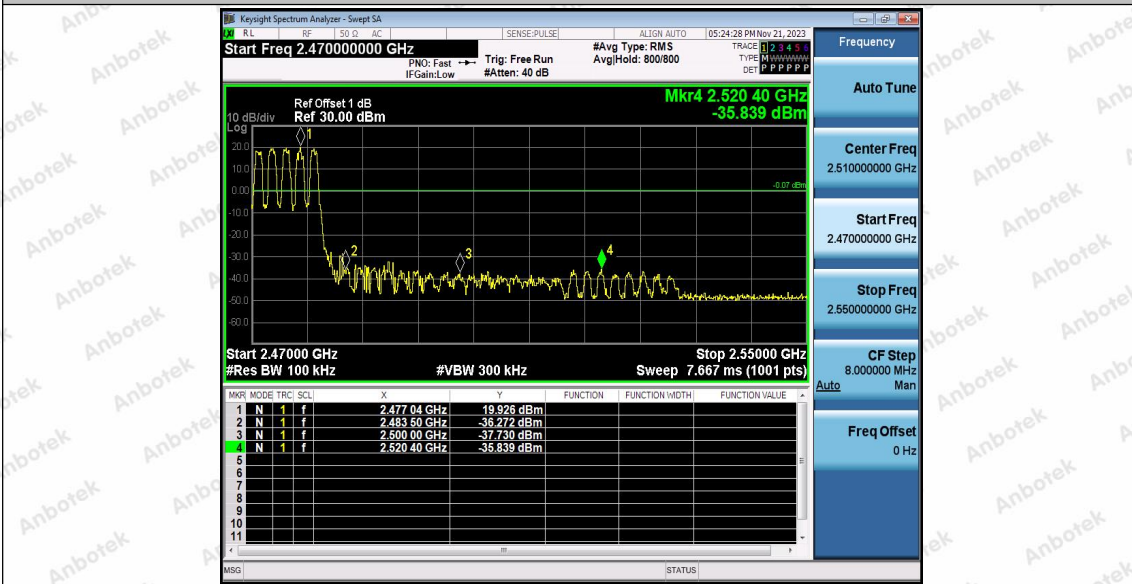 Keysight Spectrum Analyzer - Swept SA
LXI RL RF 50 Ω AC SENSE:PULSE ALIGN AUTO 05:24:28 PM Nov 21, 2023
Start Freq 2.470000000 GHz
PNO: Fast
IFGain:Low
Trig: Free Run
#Atten: 40 dB
#Avg Type: RMS
Avg|Hold: 800/800
TRACE 1 2 3 4 5 6
TYPE M WWWWW
DET P P P P P P
Mkr4 2.520 40 GHz
-35.839 dBm
Ref Offset 1 dB
10 dB/div Ref 30.00 dBm
Log
20.0
10.0
0.00
-10.0
-20.0
-30.0
-40.0
-50.0
-60.0
1
2
3
4
-0.07 dBm
Start 2.47000 GHz Stop 2.55000 GHz
#Res BW 100 kHz #VBW 300 kHz Sweep 7.667 ms (1001 pts)
MKR MODE TRC SCL X Y FUNCTION FUNCTION WIDTH FUNCTION VALUE
1 N 1 f 2.477 04 GHz 19.926 dBm
2 N 1 f 2.483 50 GHz -36.272 dBm
3 N 1 f 2.500 00 GHz -37.730 dBm
4 N 1 f 2.520 40 GHz -35.839 dBm
5
6
7
8
9
10
11
MSG STATUS
Frequency
Auto Tune
Center Freq
2.510000000 GHz
Start Freq
2.470000000 GHz
Stop Freq
2.550000000 GHz
CF Step
8.000000 MHz
Auto Man
Freq Offset
0 Hz
Anbotek